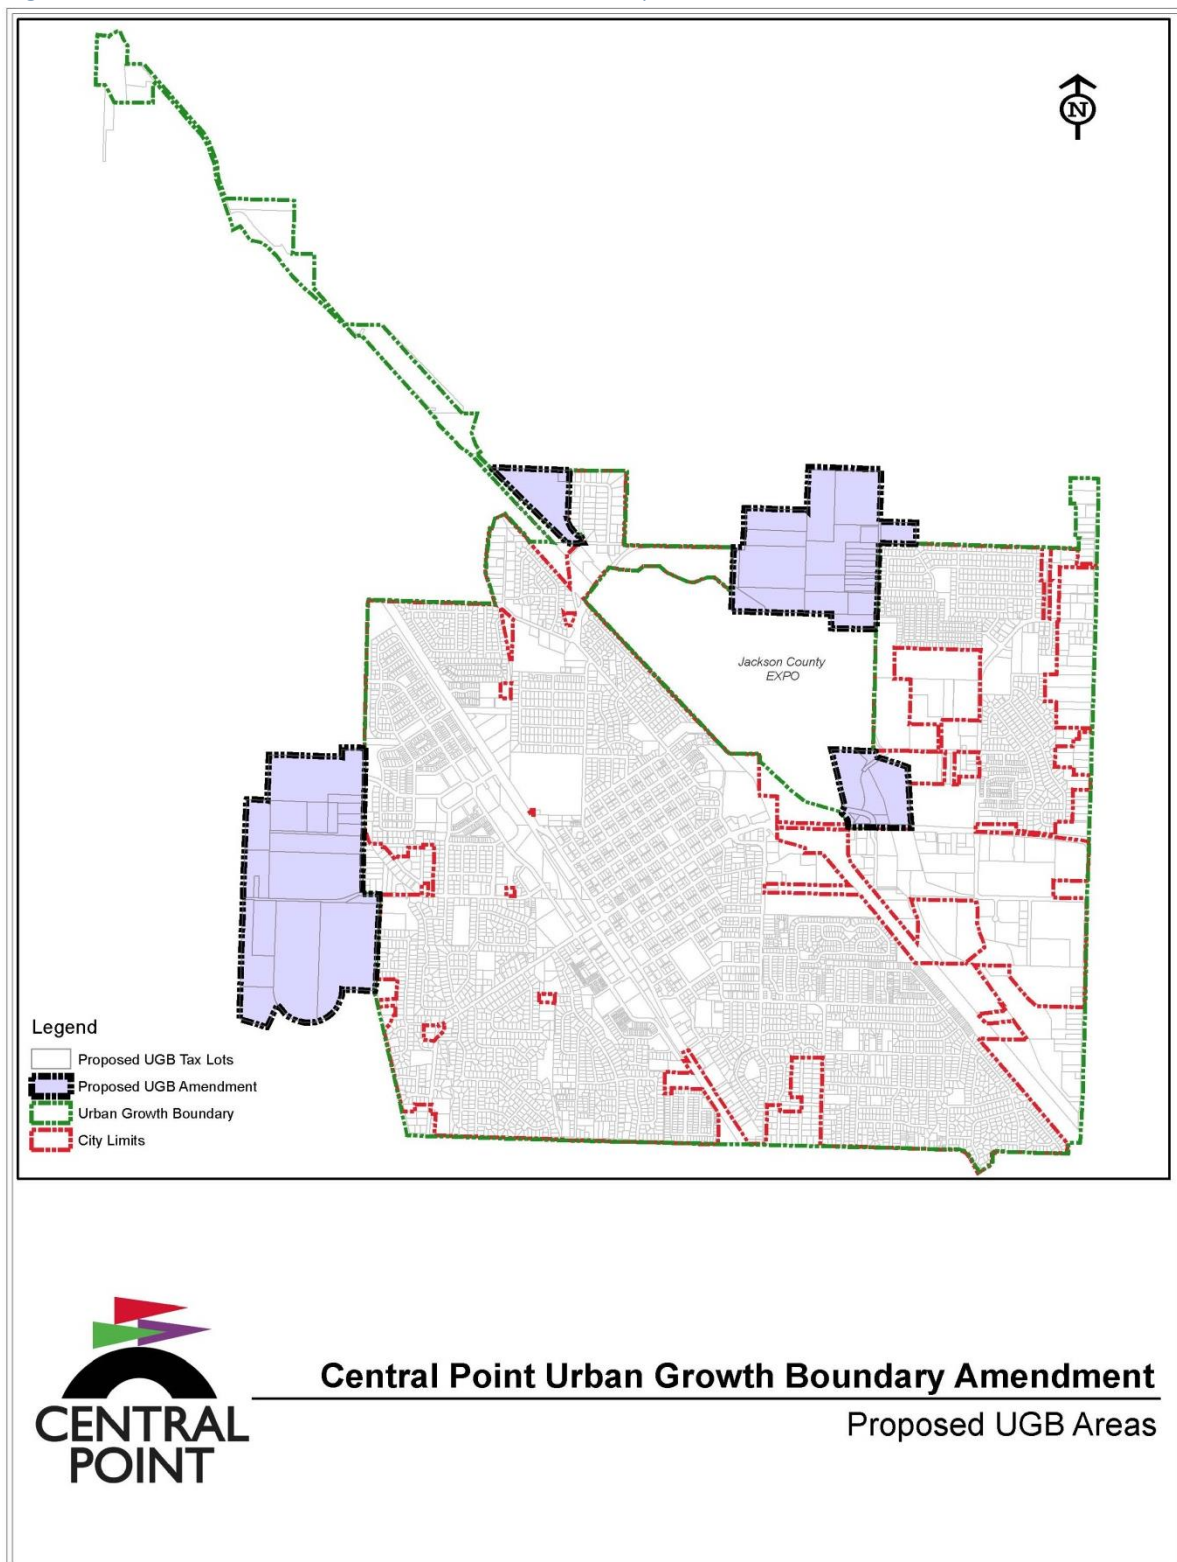 N
Jackson County
EXPO
Legend
Proposed UGB Tax Lots
Proposed UGB Amendment
Urban Growth Boundary
City Limits
Central Point Urban Growth Boundary Amendment
Proposed UGB Areas
CENTRAL
POINT